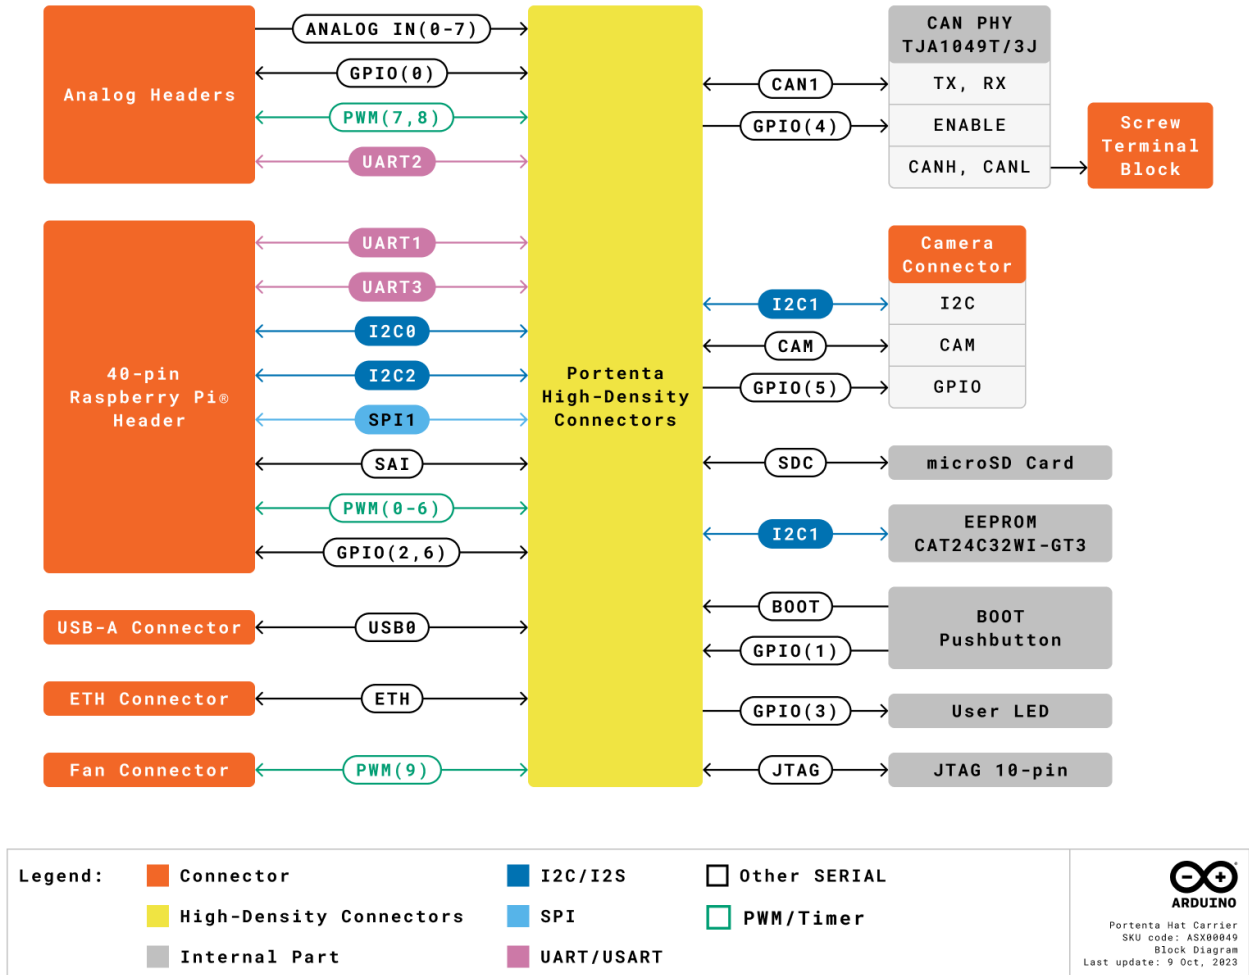 ANALOG IN(0-7)
GPIO(0)
Analog Headers
PWM(7,8)
UART2
UART1
UART3
I2C0
I2C2
40-pin
Raspberry Pi®
Header
SPI1
SAI
PWM(0-6)
GPIO(2,6)
USB-A Connector
USB0
ETH Connector
ETH
Fan Connector
PWM(9)
Portenta
High-Density
Connectors
CAN PHY
TJA1049T/3J
CAN1
TX, RX
GPIO(4)
ENABLE
CANH, CANL
Screw
Terminal
Block
Camera
Connector
I2C1
I2C
CAM
CAM
GPIO(5)
GPIO
SDC
microSD Card
I2C1
EEPROM
CAT24C32WI-GT3
BOOT
GPIO(1)
BOOT
Pushbutton
GPIO(3)
User LED
JTAG
JTAG 10-pin
Legend:
Connector
High-Density Connectors
Internal Part
I2C/I2S
SPI
UART/USART
Other SERIAL
PWM/Timer
ARDUINO
Portenta Hat Carrier
SKU code: ASX00049
Block Diagram
Last update: 9 Oct, 2023